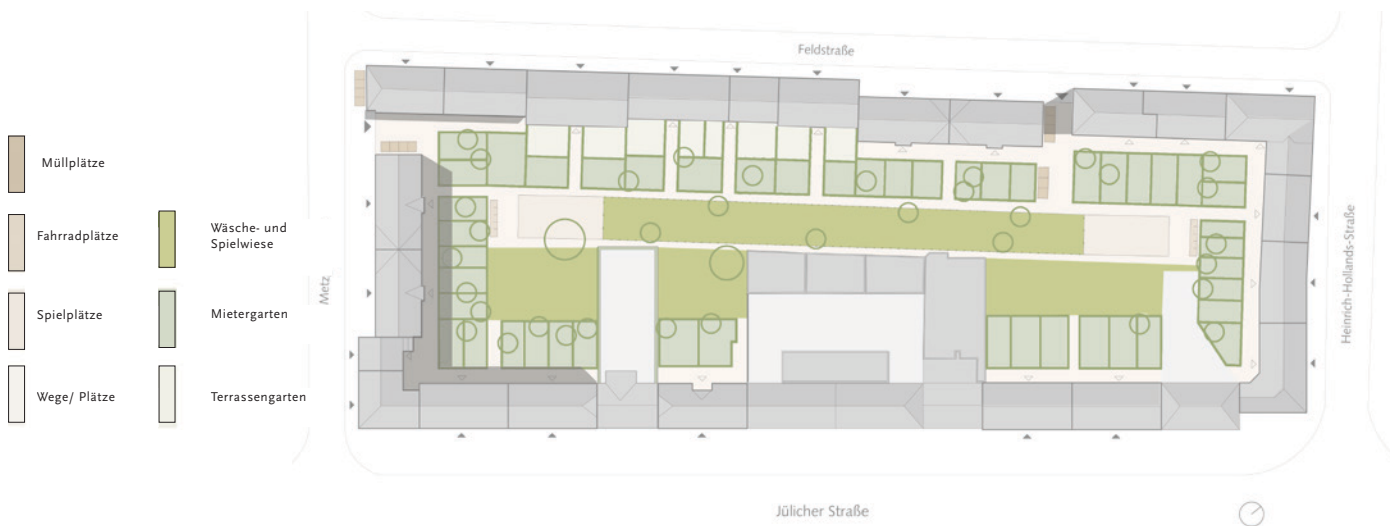 Feldstraße
Müllplätze
Fahrradplätze
Wäsche- und
Spielwiese
Spielplätze
Mietergarten
Wege/ Plätze
Terrassengarten
Metz
Heinrich-Hollands-Straße
Jülicher Straße